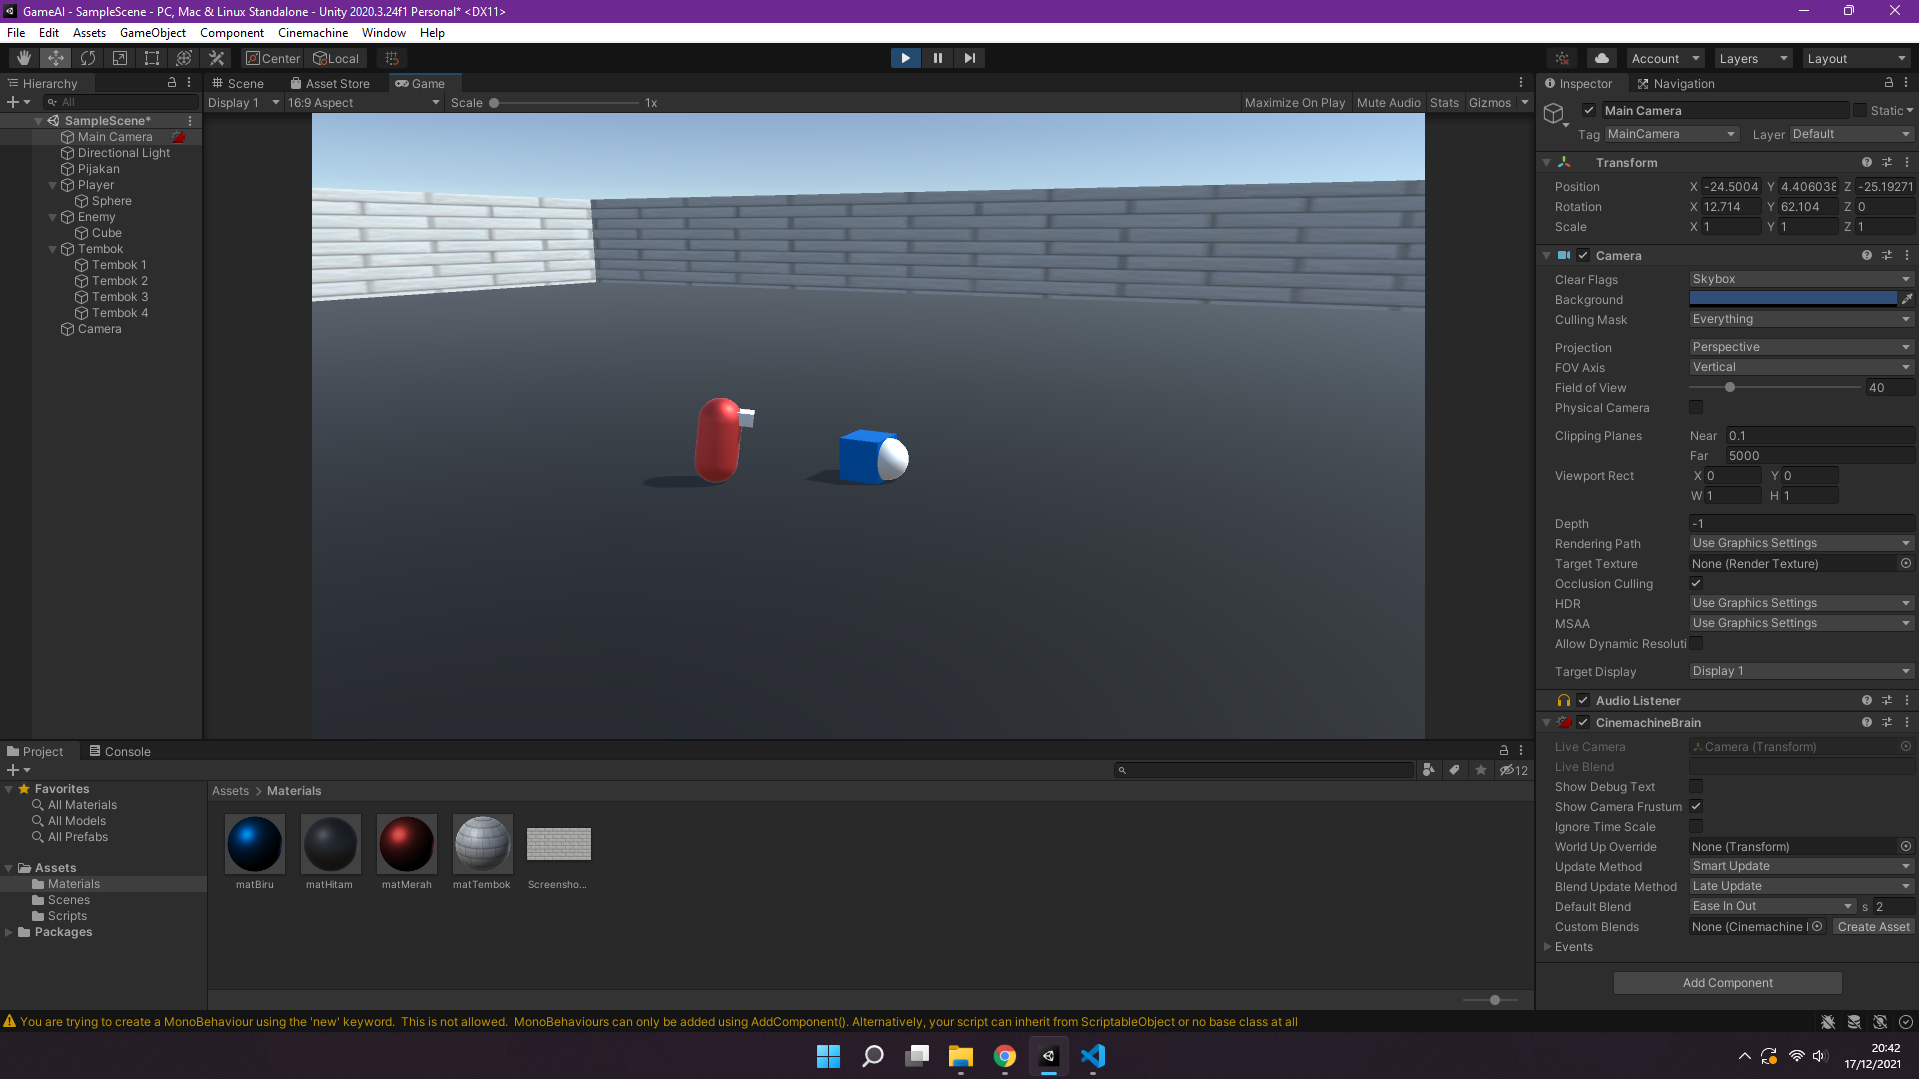 GameAI - SampleScene - PC, Mac & Linux Standalone - Unity 2020.3.24f1 Personal* <DX11>
File Edit Assets GameObject Component Cinemachine Window Help
Center Local Account Layers Layout
Hierarchy Scene Asset Store Game Inspector Navigation
All Display 1 16:9 Aspect Scale 1x Maximize On Play Mute Audio Stats Gizmos
SampleScene*
Main Camera
Directional Light
Pijakan
Player
Sphere
Enemy
Cube
Tembok
Tembok 1
Tembok 2
Tembok 3
Tembok 4
Camera
Main Camera Static
Tag MainCamera Layer Default
Transform
Position X -24.5004 Y 4.406038 Z -25.19271
Rotation X 12.714 Y 62.104 Z 0
Scale X 1 Y 1 Z 1
Camera
Clear Flags Skybox
Background
Culling Mask Everything
Projection Perspective
FOV Axis Vertical
Field of View 40
Physical Camera
Clipping Planes Near 0.1
Far 5000
Viewport Rect X 0 Y 0
W 1 H 1
Depth -1
Rendering Path Use Graphics Settings
Target Texture None (Render Texture)
Occlusion Culling
HDR Use Graphics Settings
MSAA Use Graphics Settings
Allow Dynamic Resoluti
Target Display Display 1
Audio Listener
CinemachineBrain
Live Camera Camera (Transform)
Live Blend
Show Debug Text
Show Camera Frustum
Ignore Time Scale
World Up Override None (Transform)
Update Method Smart Update
Blend Update Method Late Update
Default Blend Ease In Out s 2
Custom Blends None (Cinemachine Create Asset
Events
Add Component
Project Console
12
Favorites
All Materials
All Models
All Prefabs
Assets
Materials
Scenes
Scripts
Packages
Assets > Materials
matBiru matHitam matMerah matTembok Screensho...
You are trying to create a MonoBehaviour using the 'new' keyword. This is not allowed. MonoBehaviours can only be added using AddComponent(). Alternatively, your script can inherit from ScriptableObject or no base class at all
20:42
17/12/2021